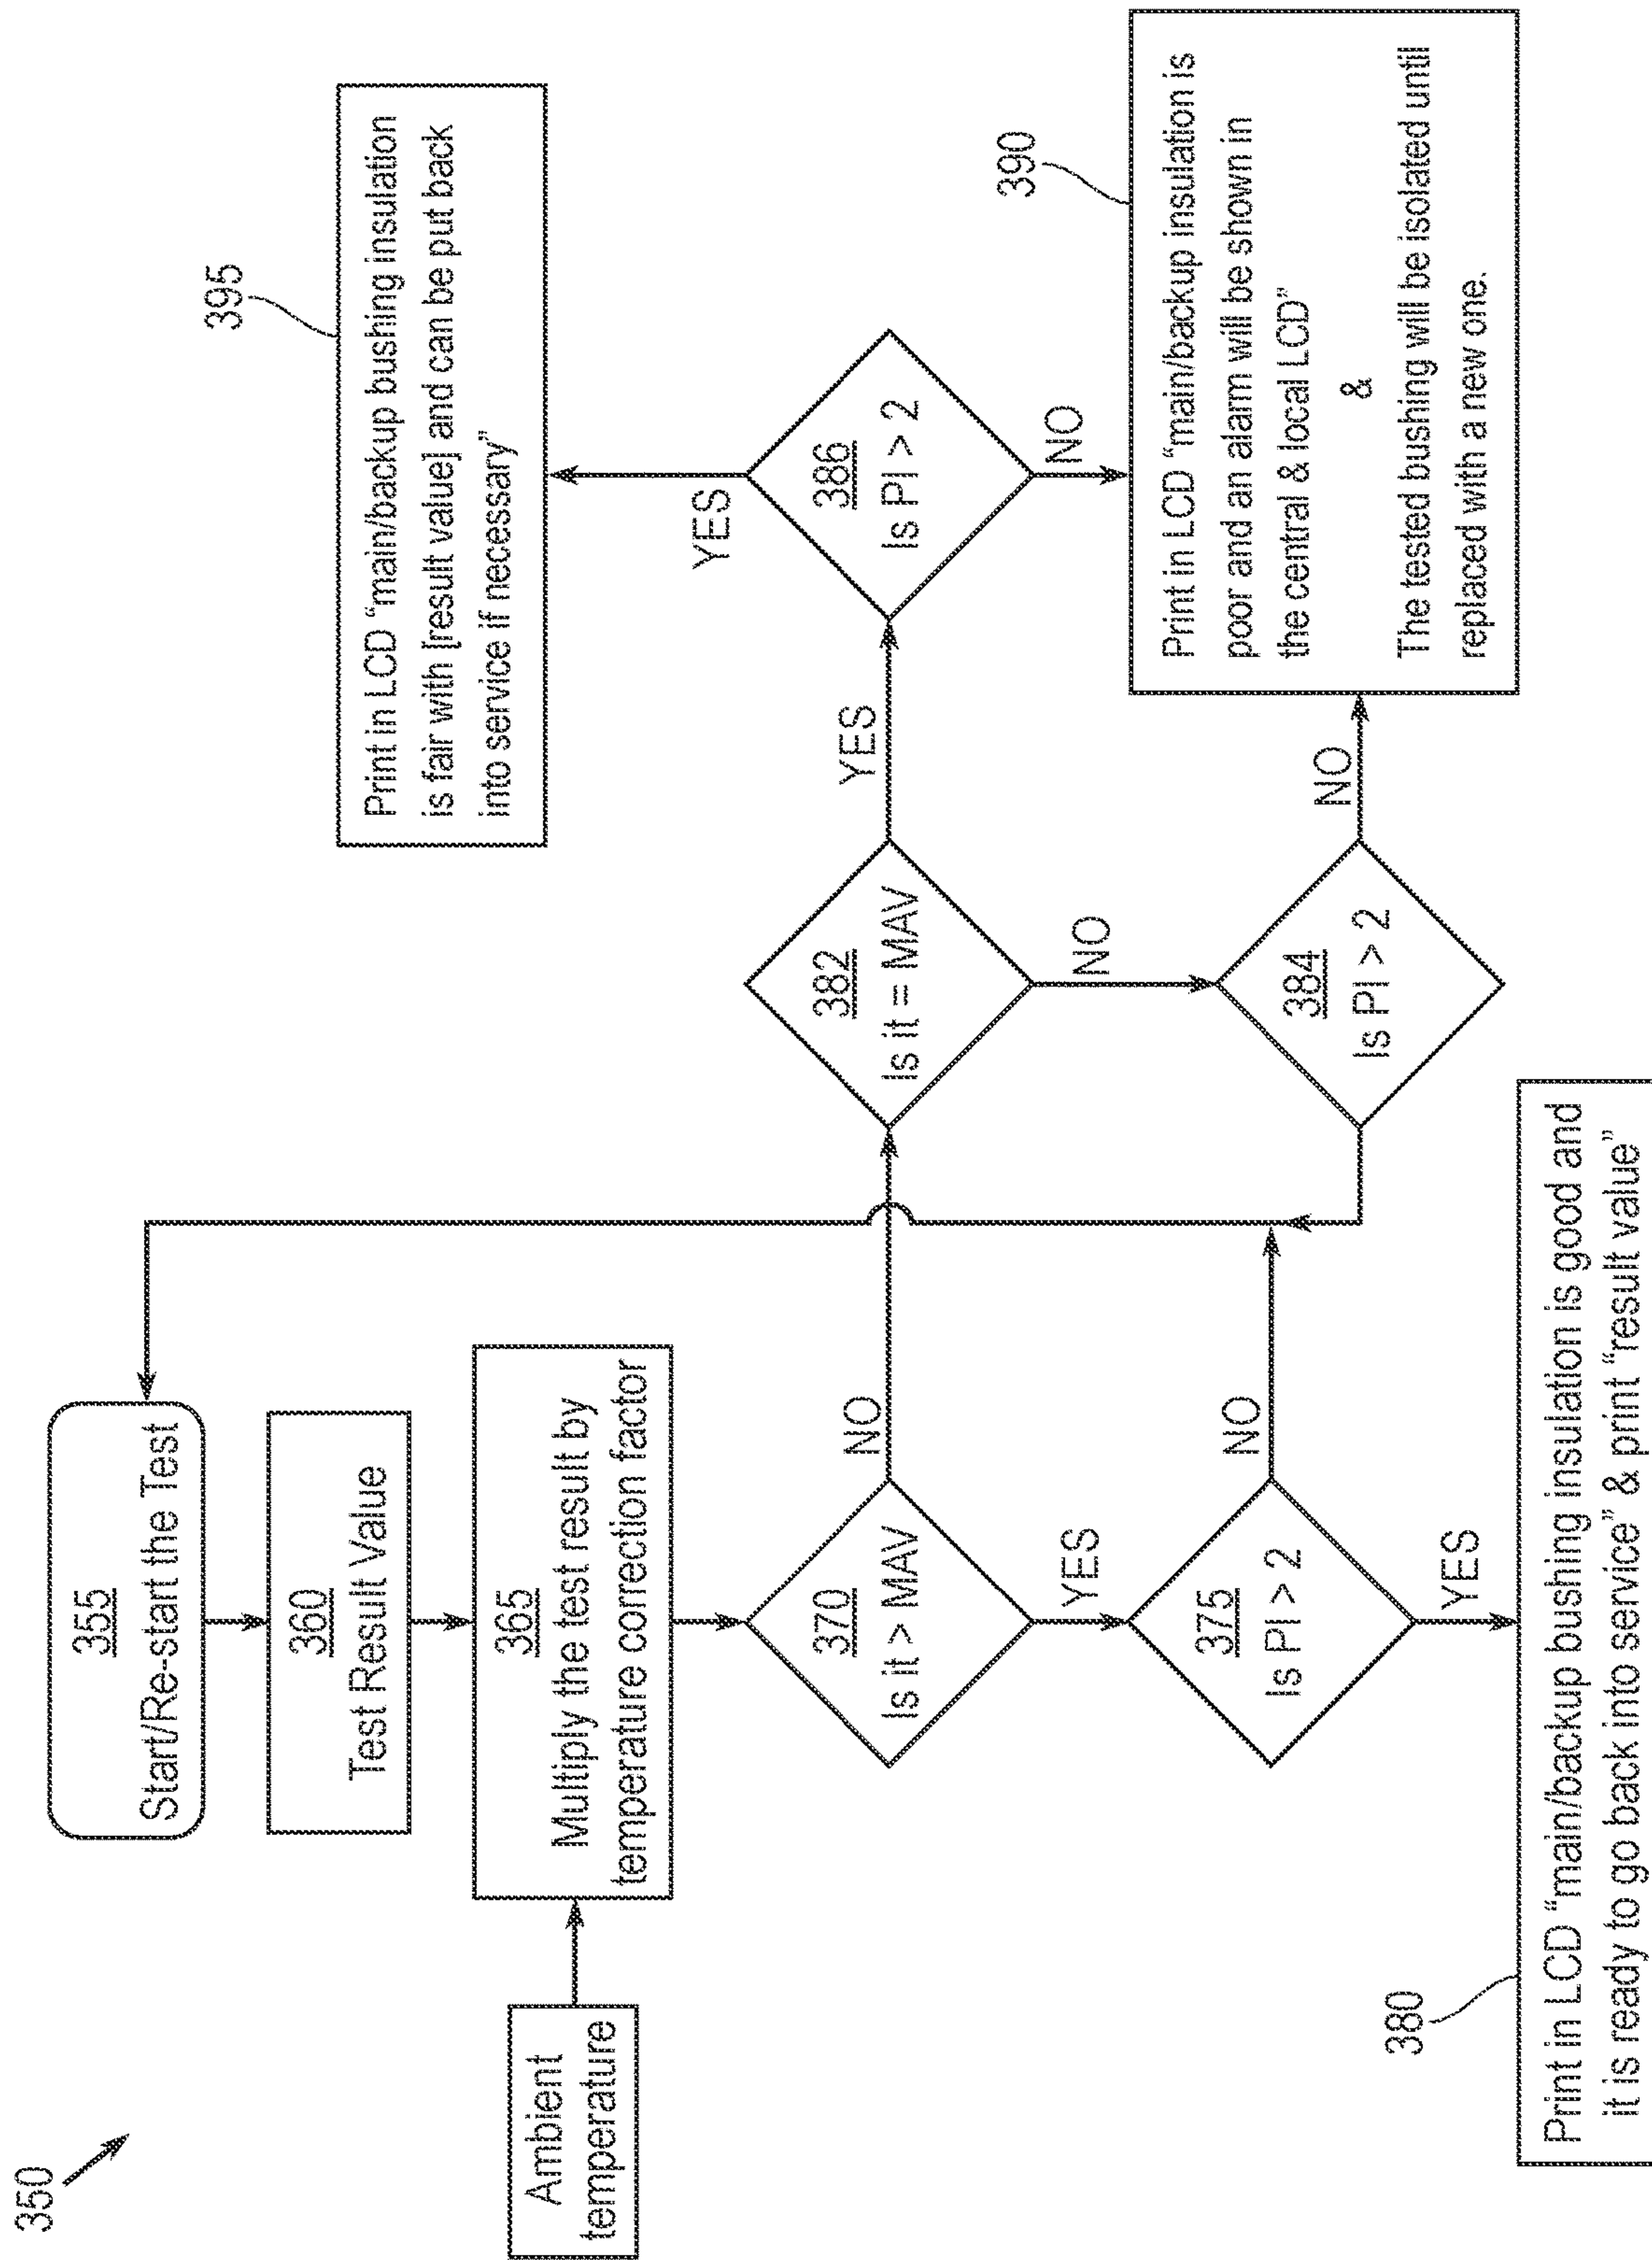 350
355
Start/Re-start the Test
360
Test Result Value
Ambient
temperature
365
Multiply the test result by
temperature correction factor
370
Is it > MAV
NO
YES
375
Is PI > 2
NO
YES
380
Print in LCD “main/backup bushing insulation is good and
it is ready to go back into service” & print “result value”
382
Is it = MAV
YES
NO
384
Is PI > 2
NO
386
Is PI > 2
YES
NO
395
Print in LCD “main/backup bushing insulation
is fair with [result value] and can be put back
into service if necessary”
390
Print in LCD “main/backup insulation is
poor and an alarm will be shown in
the central & local LCD”
&
The tested bushing will be isolated until
replaced with a new one.